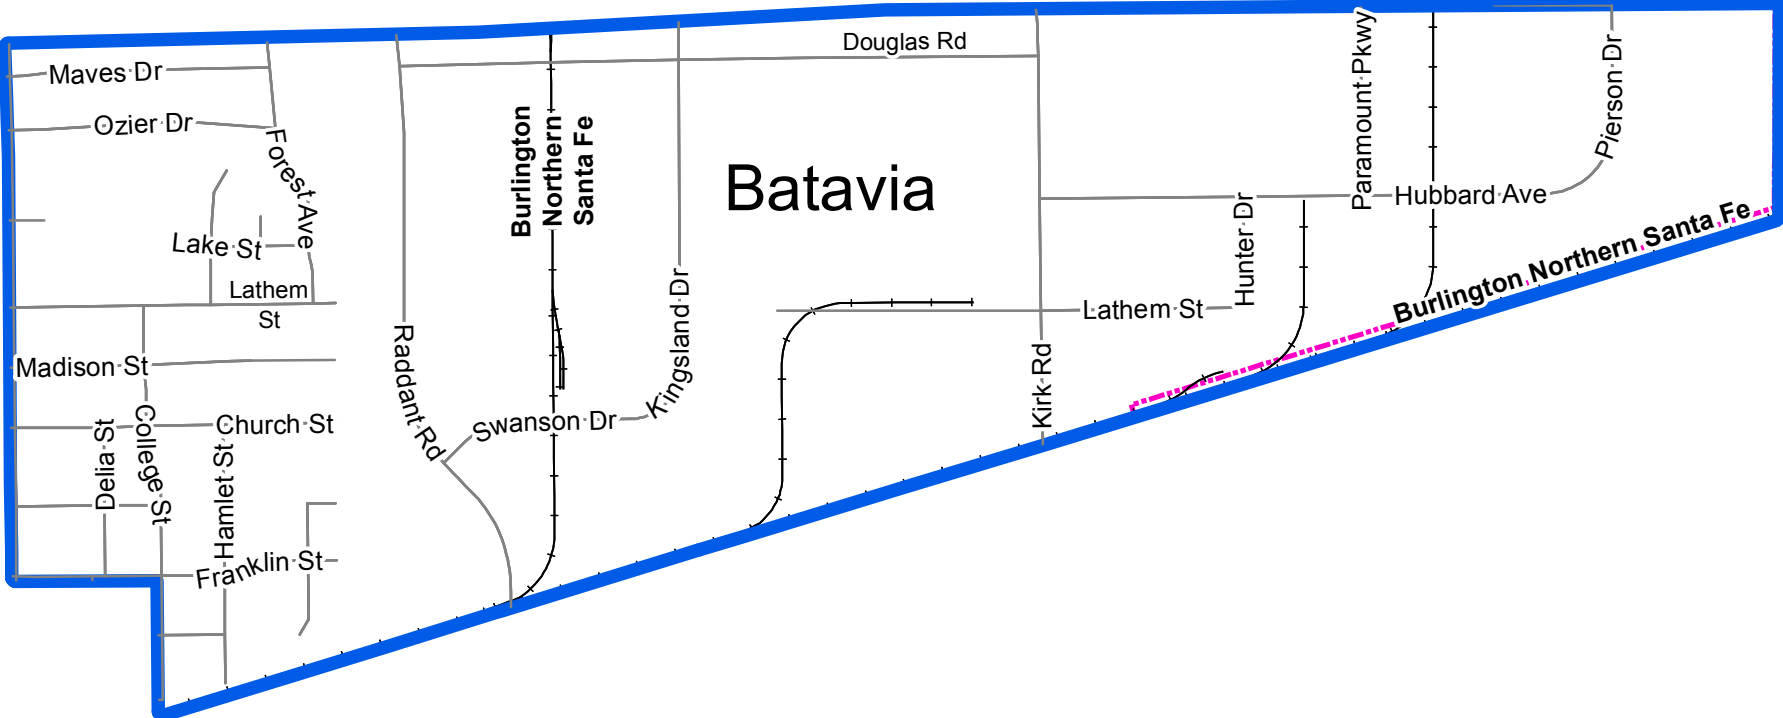 Douglas Rd
Maves Dr
Ozier Dr
Forest Ave
Burlington
Northern
Santa Fe
Batavia
Paramount Pkwy
Pierson Dr
Hubbard Ave
Hunter Dr
Lake St
Lathem
St
Kingsland Dr
Lathem St
Burlington Northern Santa Fe
Raddant Rd
Madison St
Kirk Rd
Swanson Dr
Church St
College St
Delia St
Hamlet St
Franklin St